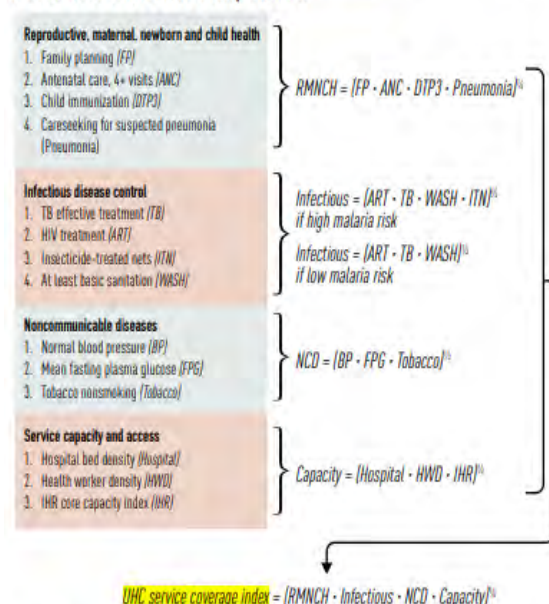 Reproductive, maternal, newborn and child health
1. Family planning (FP)
2. Antenatal care, 4+ visits (ANC)
3. Child immunization (DTP3)
4. Careseeking for suspected pneumonia
(Pneumonia)
RMNCH = (FP · ANC · DTP3 · Pneumonia)¼
Infectious disease control
1. TB effective treatment (TB)
2. HIV treatment (ART)
3. Insecticide-treated nets (ITN)
4. At least basic sanitation (WASH)
Infectious = (ART · TB · WASH · ITN)¼
if high malaria risk
Infectious = (ART · TB · WASH)
if low malaria risk
Noncommunicable diseases
1. Normal blood pressure (BP)
2. Mean fasting plasma glucose (FPG)
3. Tobacco nonsmoking (Tobacco)
NCD = (BP · FPG · Tobacco)
Service capacity and access
1. Hospital bed density (Hospital)
2. Health worker density (HWD)
3. IHR core capacity index (IHR)
Capacity = (Hospital · HWD · IHR)
UHC service coverage index = (RMNCH · Infectious · NCD · Capacity)¼